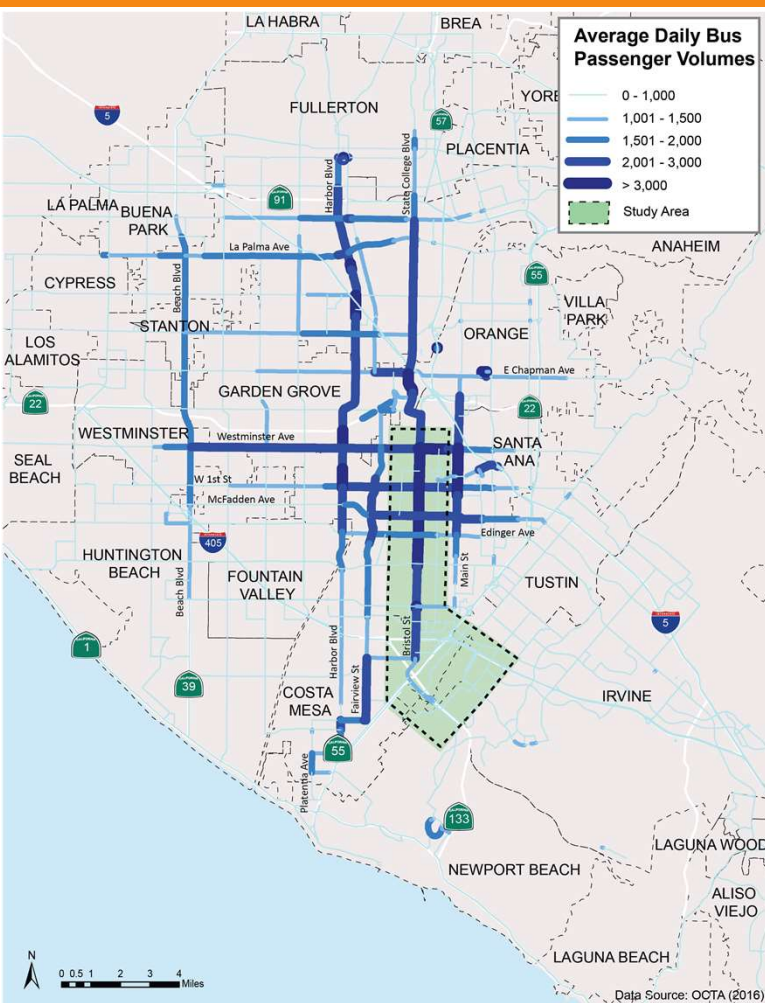 LA HABRA
BREA
Average Daily Bus
Passenger Volumes
0 - 1,000
1,001 - 1,500
1,501 - 2,000
2,001 - 3,000
> 3,000
Study Area
5
FULLERTON
57
PLACENTIA
Harbor Blvd
State College Blvd
91
LA PALMA
BUENA
PARK
La Palma Ave
ANAHEIM
CYPRESS
Beach Blvd
55
VILLA
PARK
STANTON
ORANGE
LOS
ALAMITOS
E Chapman Ave
22
GARDEN GROVE
22
WESTMINSTER
Westminster Ave
SANTA
ANA
SEAL
BEACH
W 1st St
McFadden Ave
Edinger Ave
405
HUNTINGTON
BEACH
FOUNTAIN
VALLEY
Main St
TUSTIN
Beach Blvd
Bristol St
5
1
Harbor Blvd
39
Fairview St
COSTA
MESA
IRVINE
55
Platentia Ave
133
LAGUNA WOOD
NEWPORT BEACH
ALISO
VIEJO
LAGUNA BEACH
N
0 0.5 1 2 3 4
Miles
Data Source: OCTA (2016)